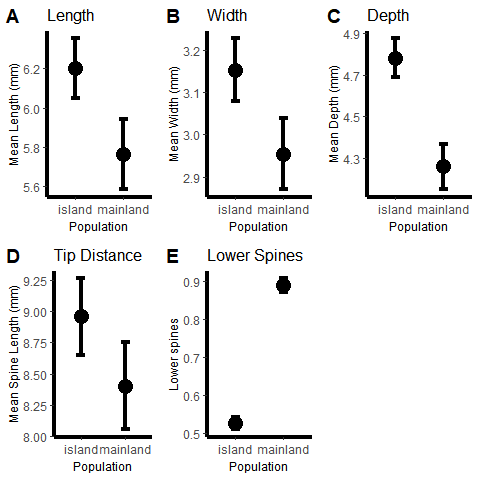 A Length
Mean Length (mm)
6.2
6.0
5.8
5.6
island mainland
Population
B Width
Mean Width (mm)
3.2
3.1
3.0
2.9
island mainland
Population
C Depth
Mean Depth (mm)
4.9
4.7
4.5
4.3
island mainland
Population
D Tip Distance
Mean Spine Length (mm)
9.25
9.00
8.75
8.50
8.25
8.00
island mainland
Population
E Lower Spines
Lower spines
0.9
0.8
0.7
0.6
0.5
island mainland
Population